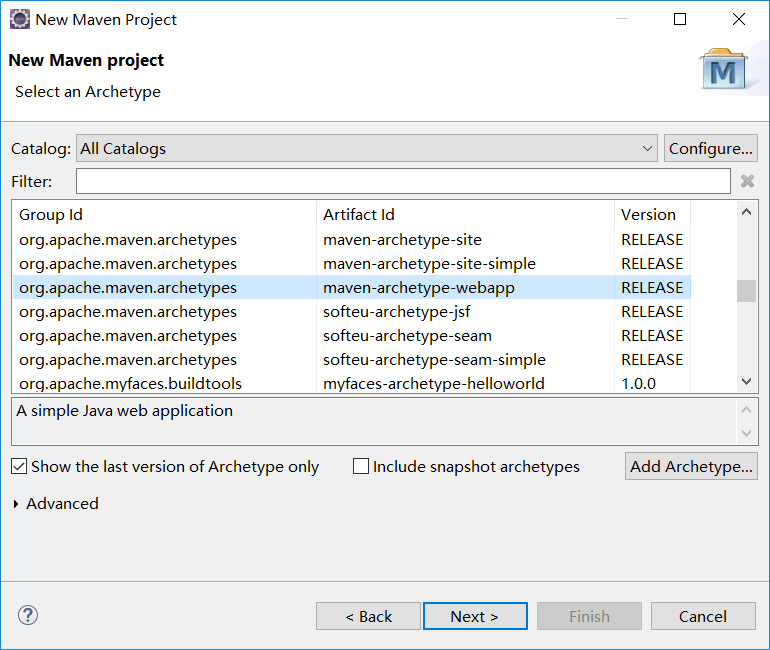 New Maven Project
New Maven project
Select an Archetype
M
Catalog: All Catalogs Configure...
Filter:
Group Id Artifact Id Version
org.apache.maven.archetypes maven-archetype-site RELEASE
org.apache.maven.archetypes maven-archetype-site-simple RELEASE
org.apache.maven.archetypes maven-archetype-webapp RELEASE
org.apache.maven.archetypes softeu-archetype-jsf RELEASE
org.apache.maven.archetypes softeu-archetype-seam RELEASE
org.apache.maven.archetypes softeu-archetype-seam-simple RELEASE
org.apache.myfaces.buildtools myfaces-archetype-helloworld 1.0.0
A simple Java web application
Show the last version of Archetype only Include snapshot archetypes Add Archetype...
Advanced
? < Back Next > Finish Cancel